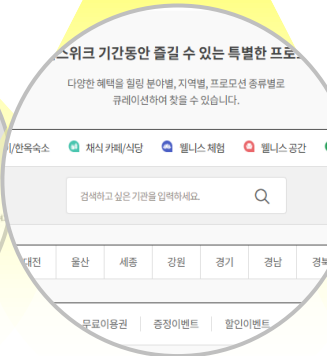 스위크 기간동안 즐길 수 있는 특별한 프로
다양한 혜택을 힐링 분야별, 지역별, 프로모션 종류별로
큐레이션하여 찾을 수 있습니다.
/한옥숙소 채식 카페/식당 웰니스 체험 웰니스 공간
검색하고 싶은 기관을 입력하세요.
대전 울산 세종 강원 경기 경남 경북
무료이용권 증정이벤트 할인이벤트